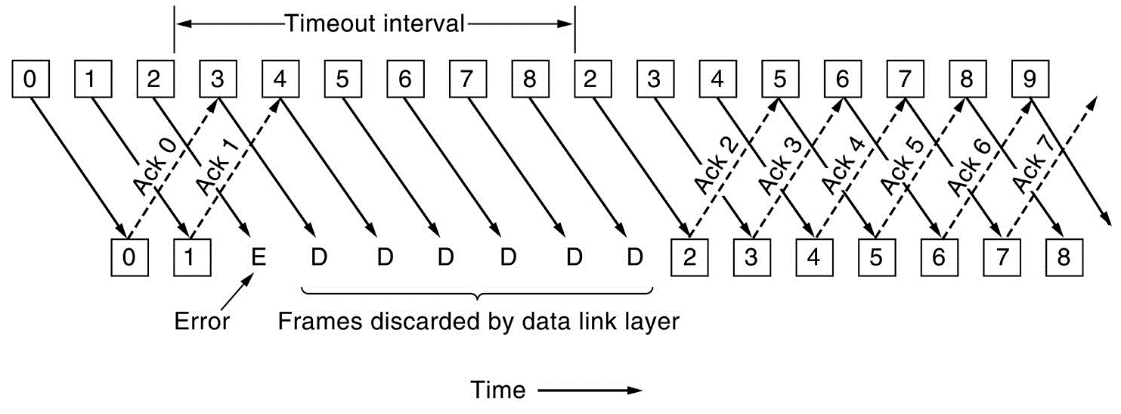 Timeout interval
0 1 2 3 4 5 6 7 8 2 3 4 5 6 7 8 9
Ack 0 Ack 1 Ack 2 Ack 3 Ack 4 Ack 5 Ack 6 Ack 7
0 1 E D D D D D D 2 3 4 5 6 7 8
Error Frames discarded by data link layer
Time